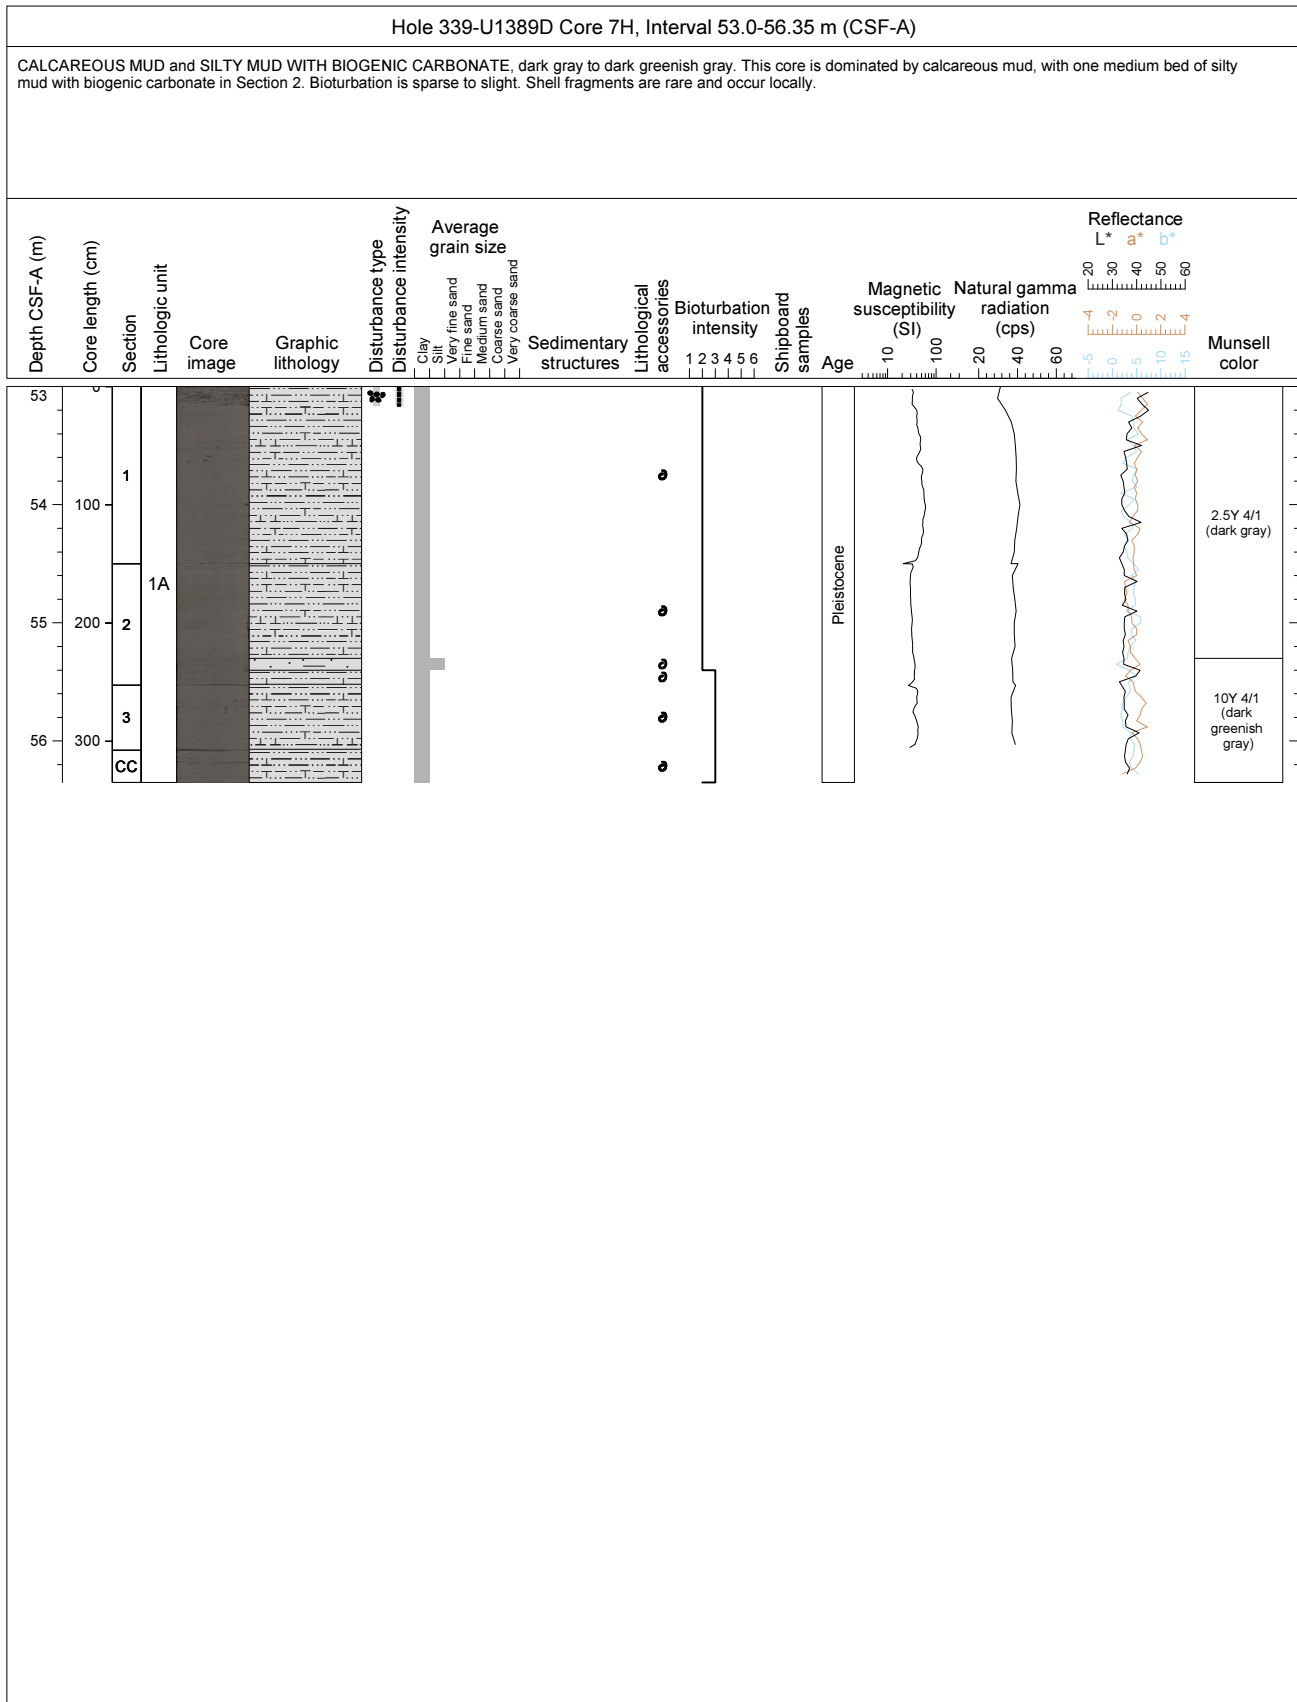 Hole 339-U1389D Core 7H, Interval 53.0-56.35 m (CSF-A)
CALCAREOUS MUD and SILTY MUD WITH BIOGENIC CARBONATE, dark gray to dark greenish gray. This core is dominated by calcareous mud, with one medium bed of silty
mud with biogenic carbonate in Section 2. Bioturbation is sparse to slight. Shell fragments are rare and occur locally.
Depth CSF-A (m)
Core length (cm)
Section
Lithologic unit
Core
image
Graphic
lithology
Disturbance type
Disturbance intensity
Average
grain size
Clay
Silt
Very fine sand
Fine sand
Medium sand
Coarse sand
Very coarse sand
Sedimentary
structures
Lithological
accessories
Bioturbation
intensity
1 2 3 4 5 6
Shipboard
samples
Age
Magnetic
susceptibility
(SI)
10 100
Natural gamma
radiation
(cps)
20 40 60
Reflectance
L* a* b*
20 30 40 50 60
-4 -2 0 2 4
-5 0 5 10 15
Munsell
color
53
54
55
56
0
100
200
300
1
2
3
CC
1A
Pleistocene
2.5Y 4/1
(dark gray)
10Y 4/1
(dark
greenish
gray)